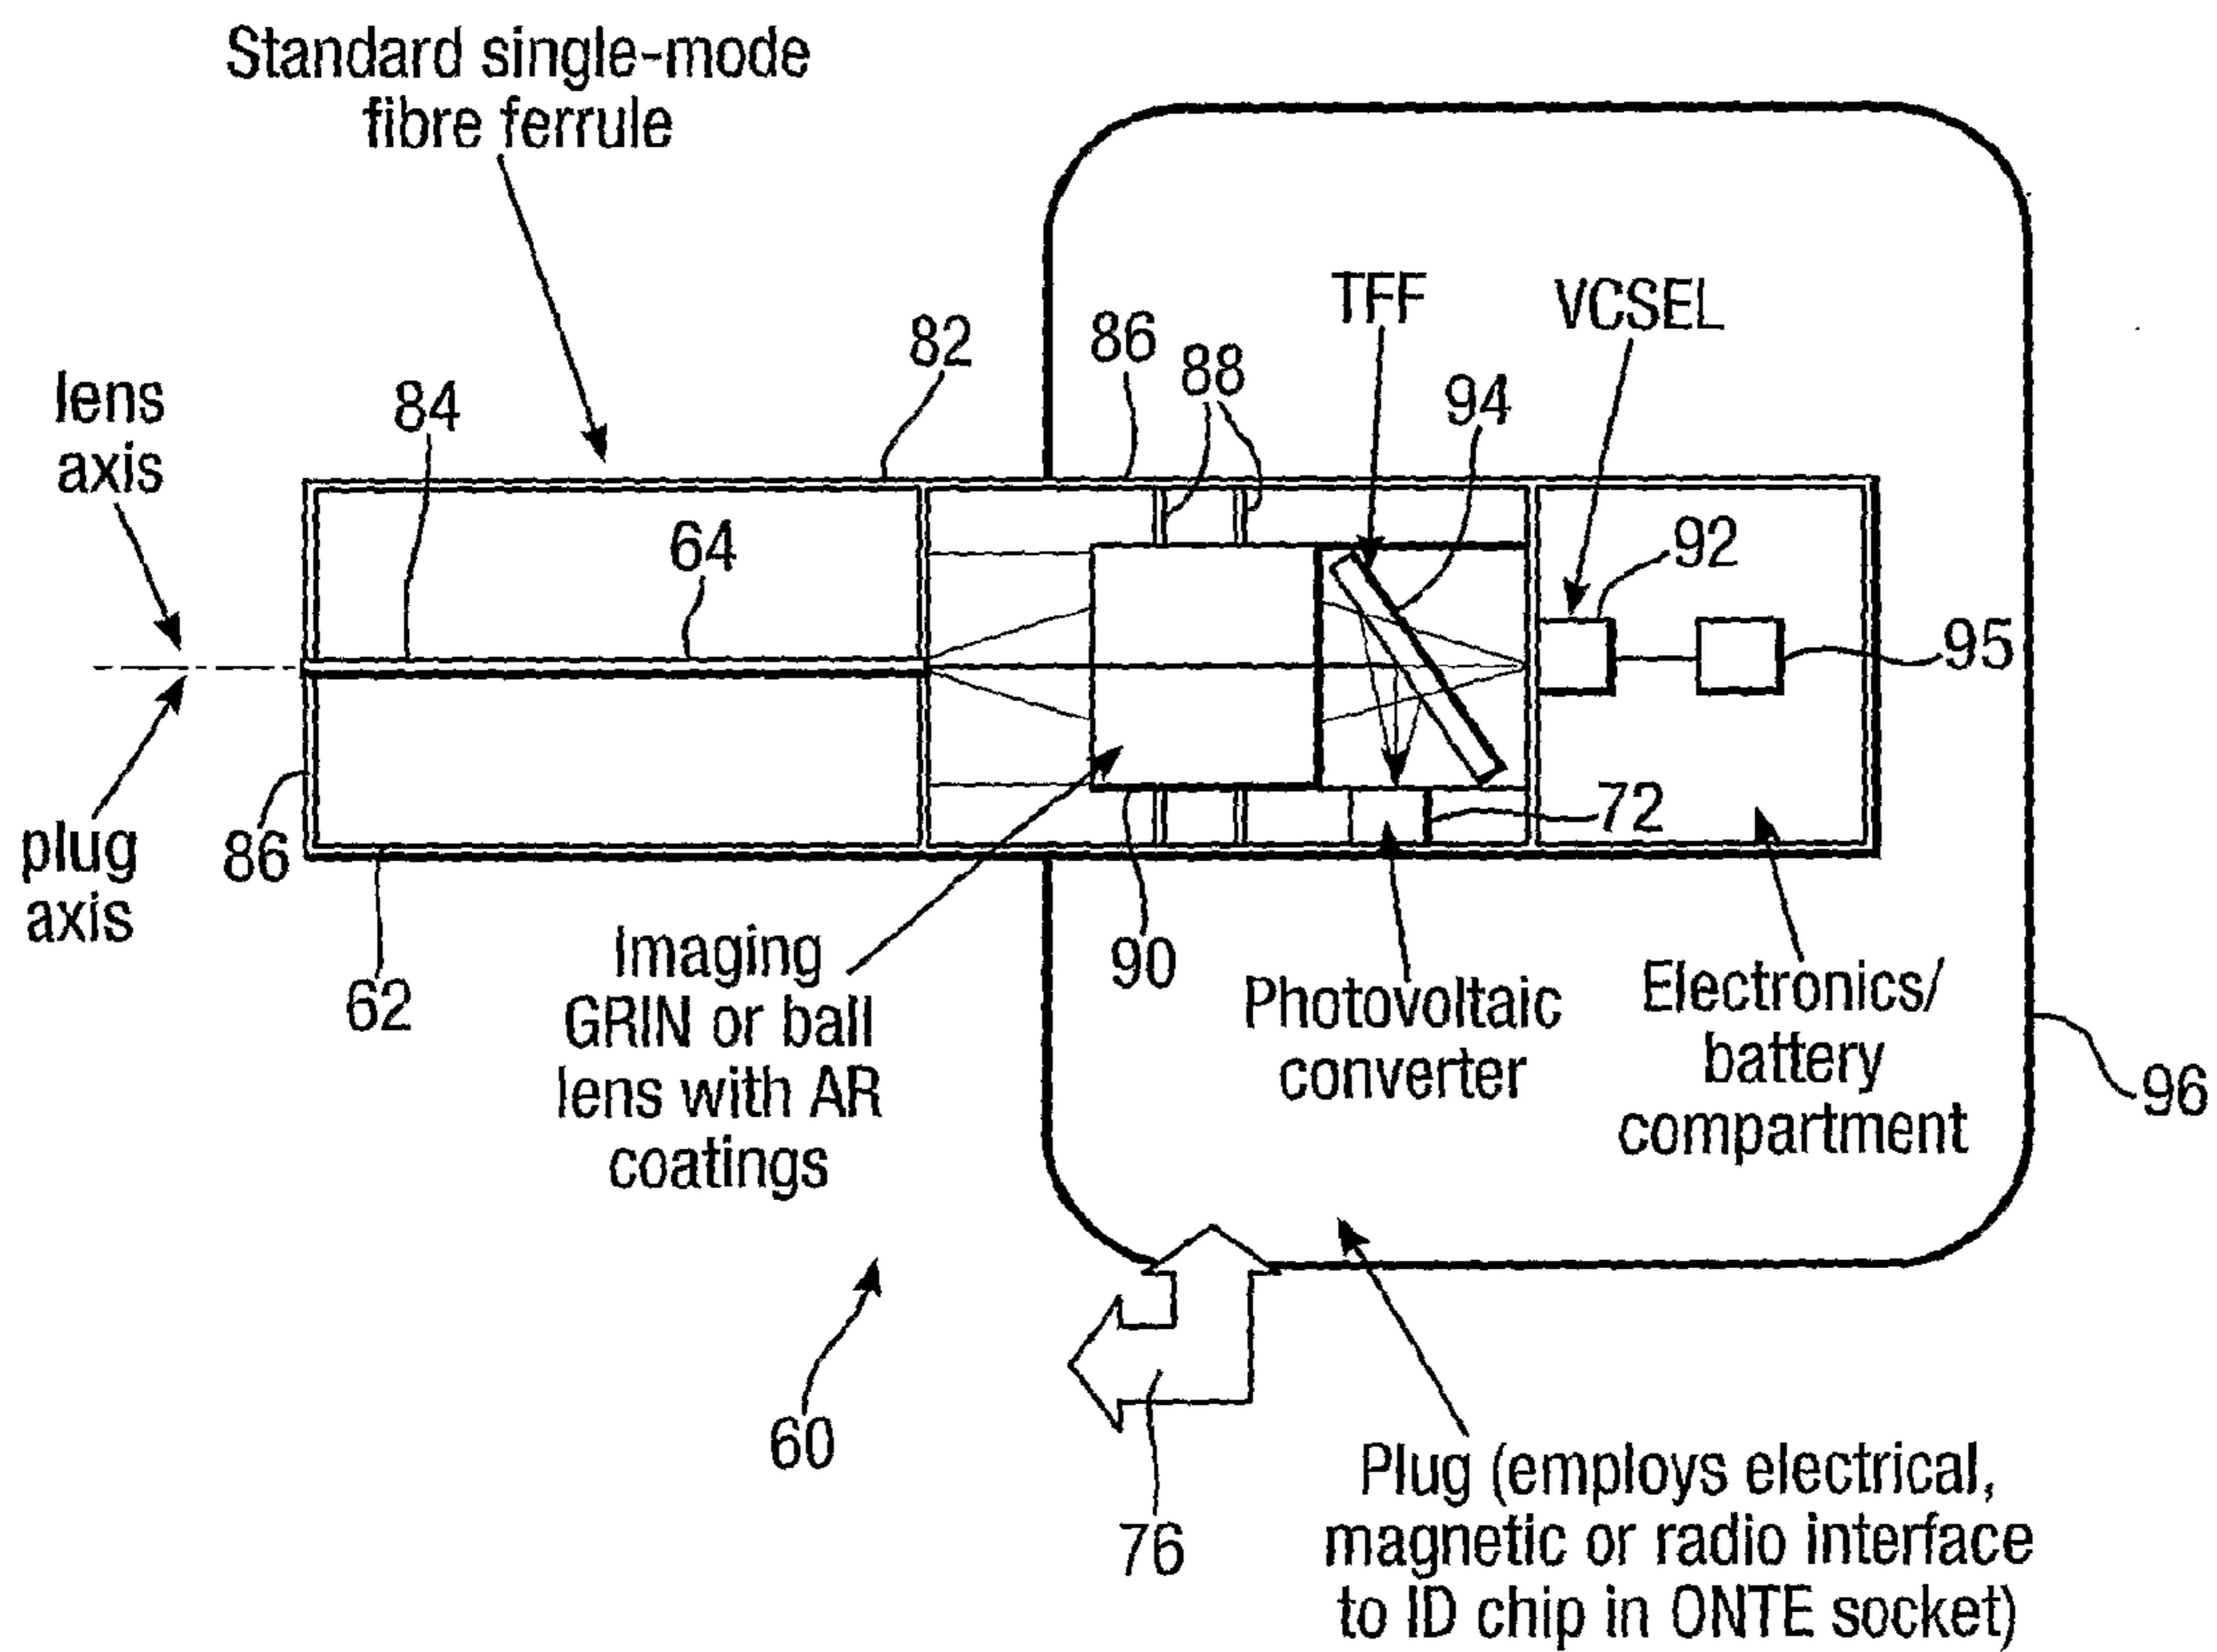 Standard single-mode
fibre ferrule
lens
axis
84
64
82
86
88
TFF
VCSEL
94
92
95
plug
axis
86
62
Imaging
GRIN or ball
lens with AR
coatings
90
72
Photovoltaic
converter
Electronics/
battery
compartment
96
60
76
Plug (employs electrical,
magnetic or radio interface
to ID chip in ONTE socket)